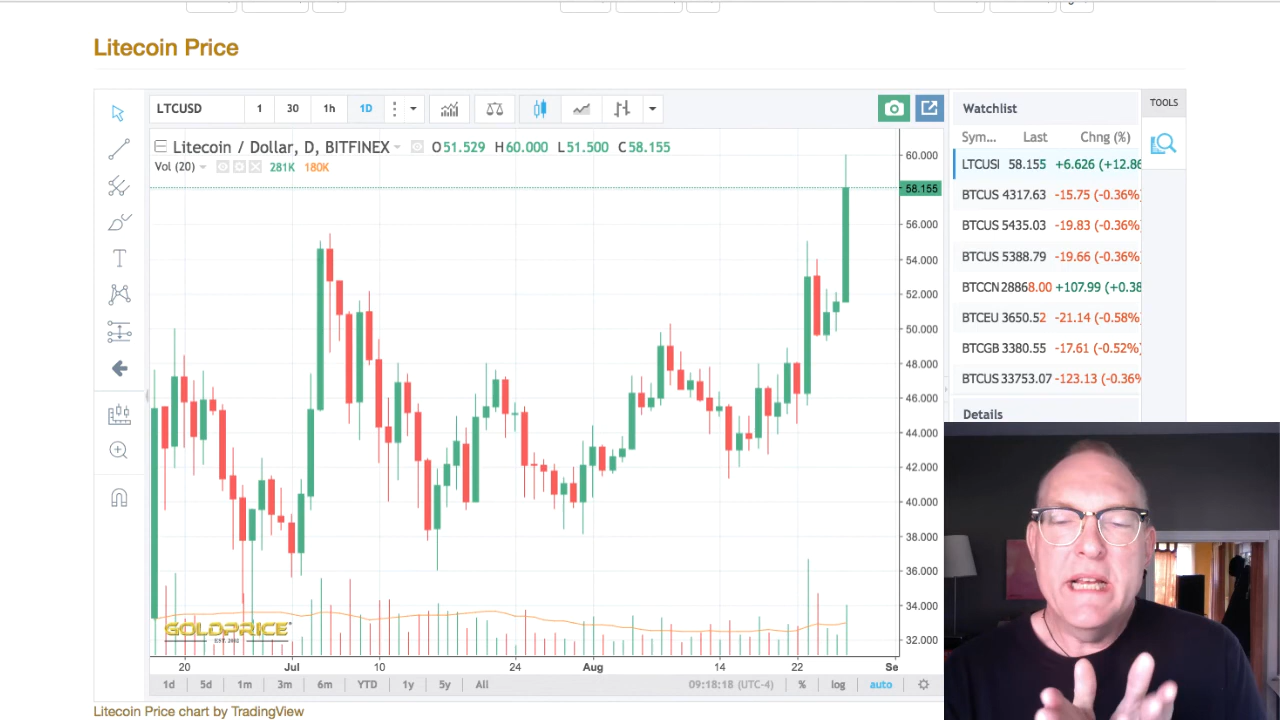 Litecoin Price
LTCUSD 1 30 1h 1D
Watchlist
TOOLS
Litecoin / Dollar, D, BITFINEX O51.529 H60.000 L51.500 C58.155
Vol (20) 281K 180K
Sym... Last Chng (%)
LTCUSI 58.155 +6.626 (+12.86
BTCUS 4317.63 -15.75 (-0.36%)
BTCUS 5435.03 -19.83 (-0.36%)
BTCUS 5388.79 -19.66 (-0.36%)
BTCCN 28868.00 +107.99 (+0.38
BTCEU 3650.52 -21.14 (-0.58%)
BTCGB 3380.55 -17.61 (-0.52%)
BTCUS 33753.07 -123.13 (-0.36%
Details
60.000
58.155
56.000
54.000
52.000
50.000
48.000
46.000
44.000
42.000
40.000
38.000
36.000
34.000
32.000
GOLDPRICE
EST. 2002
20 Jul 10 24 Aug 14 22 Se
1d 5d 1m 3m 6m YTD 1y 5y All 09:18:18 (UTC-4) % log auto
Litecoin Price chart by TradingView